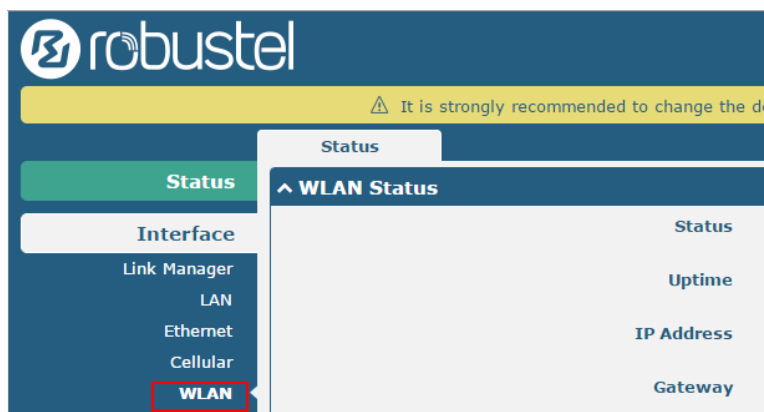 robustel
⚠ It is strongly recommended to change the
Status
Status
WLAN Status
Interface
Status
Link Manager
Uptime
LAN
Ethernet
IP Address
Cellular
WLAN
Gateway